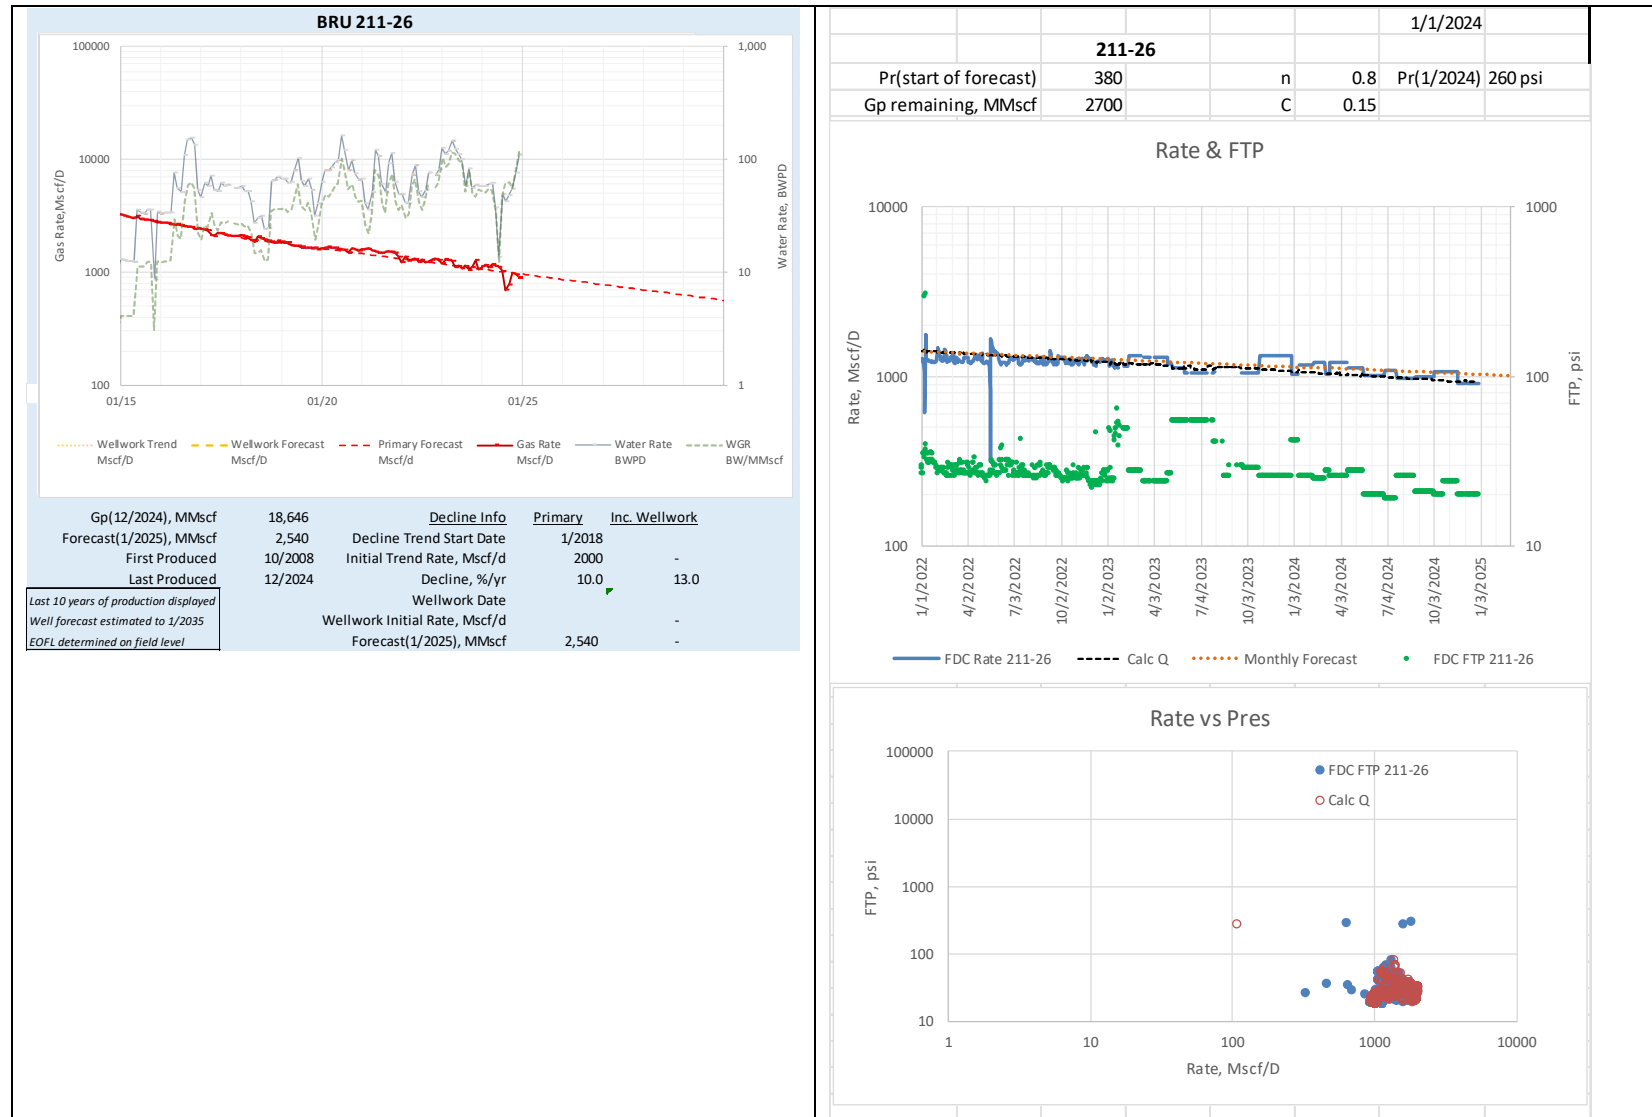 BRU 211-26
100000
10000
1000
100
1,000
100
10
1
Gas Rate,Mscf/D
Water Rate, BWPD
01/15
01/20
01/25
Wellwork Trend Mscf/D
Wellwork Forecast Mscf/D
Primary Forecast Mscf/d
Gas Rate Mscf/D
Water Rate BWPD
WGR BW/MMscf
Gp(12/2024), MMscf 18,646 Decline Info Primary Inc. Wellwork
Forecast(1/2025), MMscf 2,540 Decline Trend Start Date 1/2018
First Produced 10/2008 Initial Trend Rate, Mscf/d 2000 -
Last Produced 12/2024 Decline, %/yr 10.0 13.0
Last 10 years of production displayed Wellwork Date
Well forecast estimated to 1/2035 Wellwork Initial Rate, Mscf/d -
EOFL determined on field level Forecast(1/2025), MMscf 2,540 -
1/1/2024
211-26
Pr(start of forecast) 380 n 0.8 Pr(1/2024) 260 psi
Gp remaining, MMscf 2700 C 0.15
Rate & FTP
10000
1000
100
1000
100
10
Rate, Mscf/D
FTP, psi
1/1/2022
4/2/2022
7/3/2022
10/2/2022
1/2/2023
4/3/2023
7/4/2023
10/3/2023
1/3/2024
4/3/2024
7/4/2024
10/3/2024
1/3/2025
FDC Rate 211-26
Calc Q
Monthly Forecast
FDC FTP 211-26
Rate vs Pres
100000
10000
1000
100
10
FTP, psi
FDC FTP 211-26
Calc Q
1
10
100
1000
10000
Rate, Mscf/D